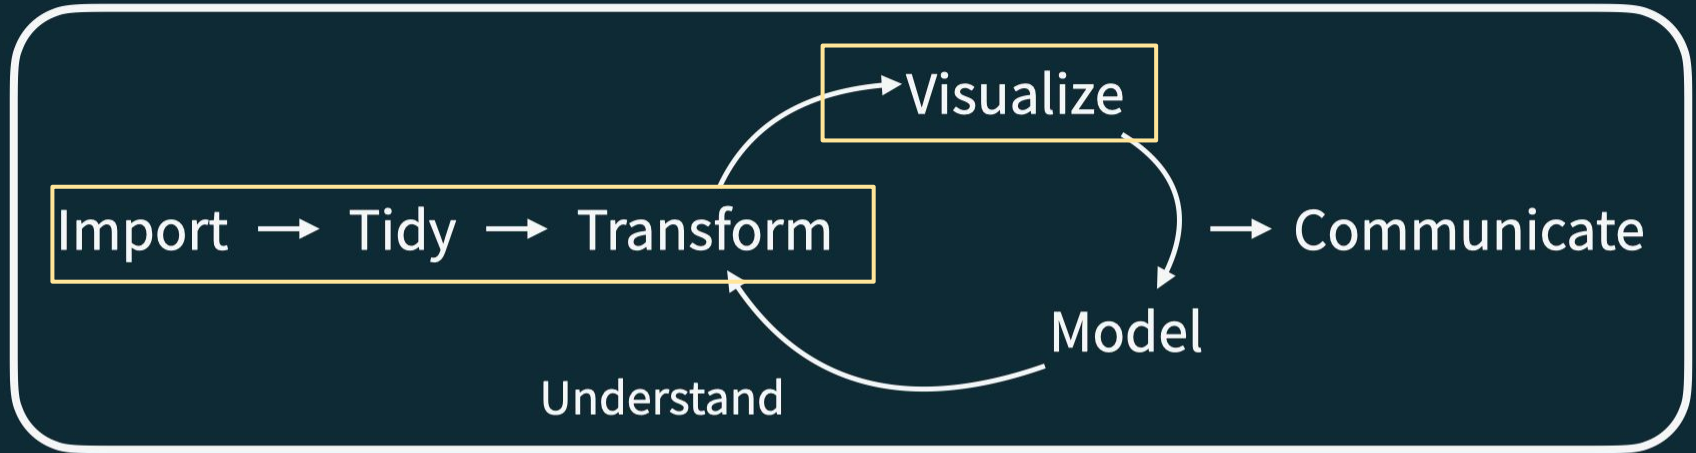 Visualize
Import → Tidy → Transform → Communicate
Model
Understand